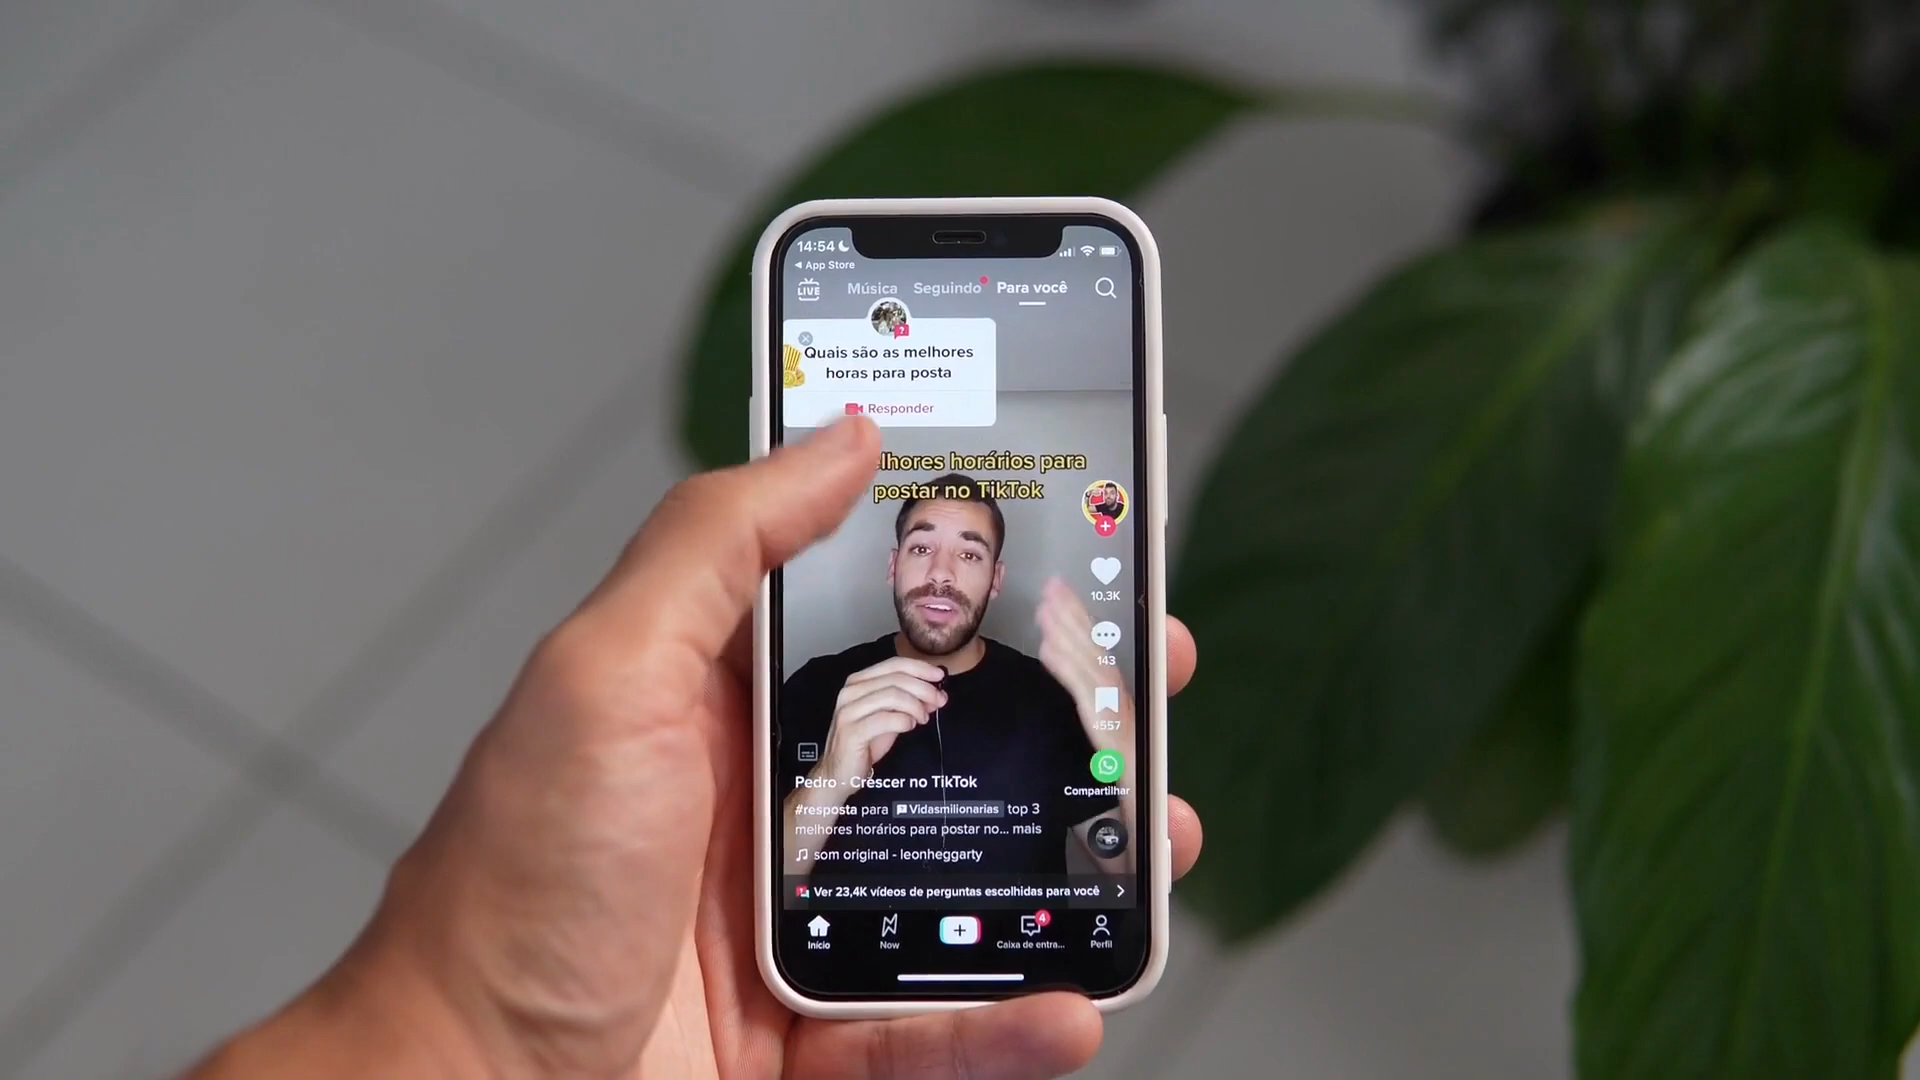 14:54
App Store
LIVE
Música Seguindo Para você
Quais são as melhores
horas para posta
Responder
elhores horários para
postar no TikTok
10,3K
143
4557
Compartilhar
Pedro - Crescer no TikTok
#resposta para Vidasmilionarias top 3
melhores horários para postar no... mais
som original - leonheggarty
Ver 23,4K vídeos de perguntas escolhidas para você
4
Início Now Caixa de entra... Perfil